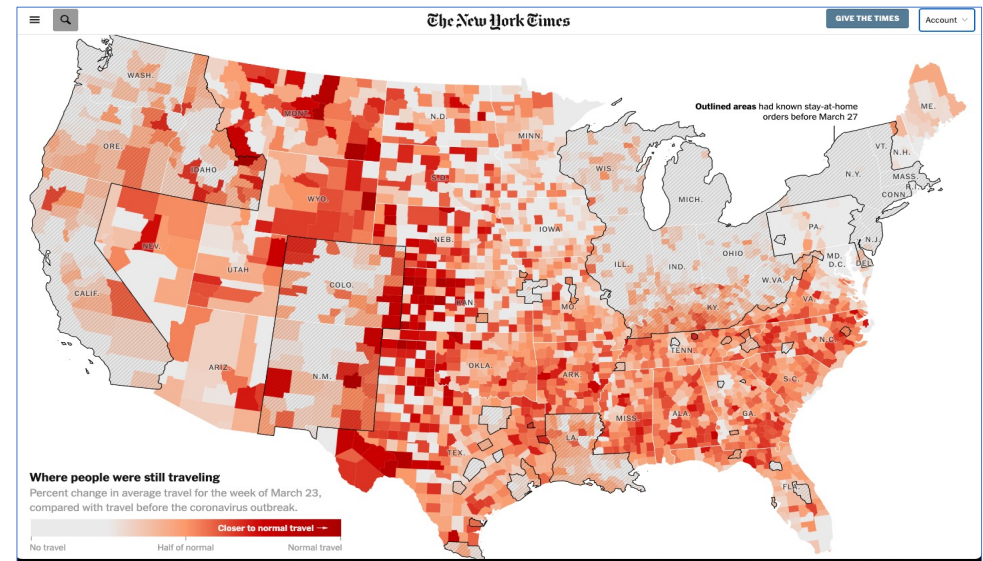 The New York Times
GIVE THE TIMES
Account
Outlined areas had known stay-at-home
orders before March 27
WASH.
MONT.
N.D.
MINN.
ME.
ORE.
IDAHO
S.D.
WIS.
VT.
N.H.
WYO.
MICH.
N.Y.
MASS.
R.I.
CONN.
NEV.
NEB.
IOWA
PA.
N.J.
UTAH
COLO.
ILL.
IND.
OHIO
MD.
D.C.
DEL.
CALIF.
KAN.
MO.
KY.
W.VA.
VA.
ARIZ.
N.M.
OKLA.
ARK.
TENN.
N.C.
S.C.
MISS.
ALA.
GA.
TEX.
LA.
FLA.
Where people were still traveling
Percent change in average travel for the week of March 23,
compared with travel before the coronavirus outbreak.
Closer to normal travel →
No travel
Half of normal
Normal travel